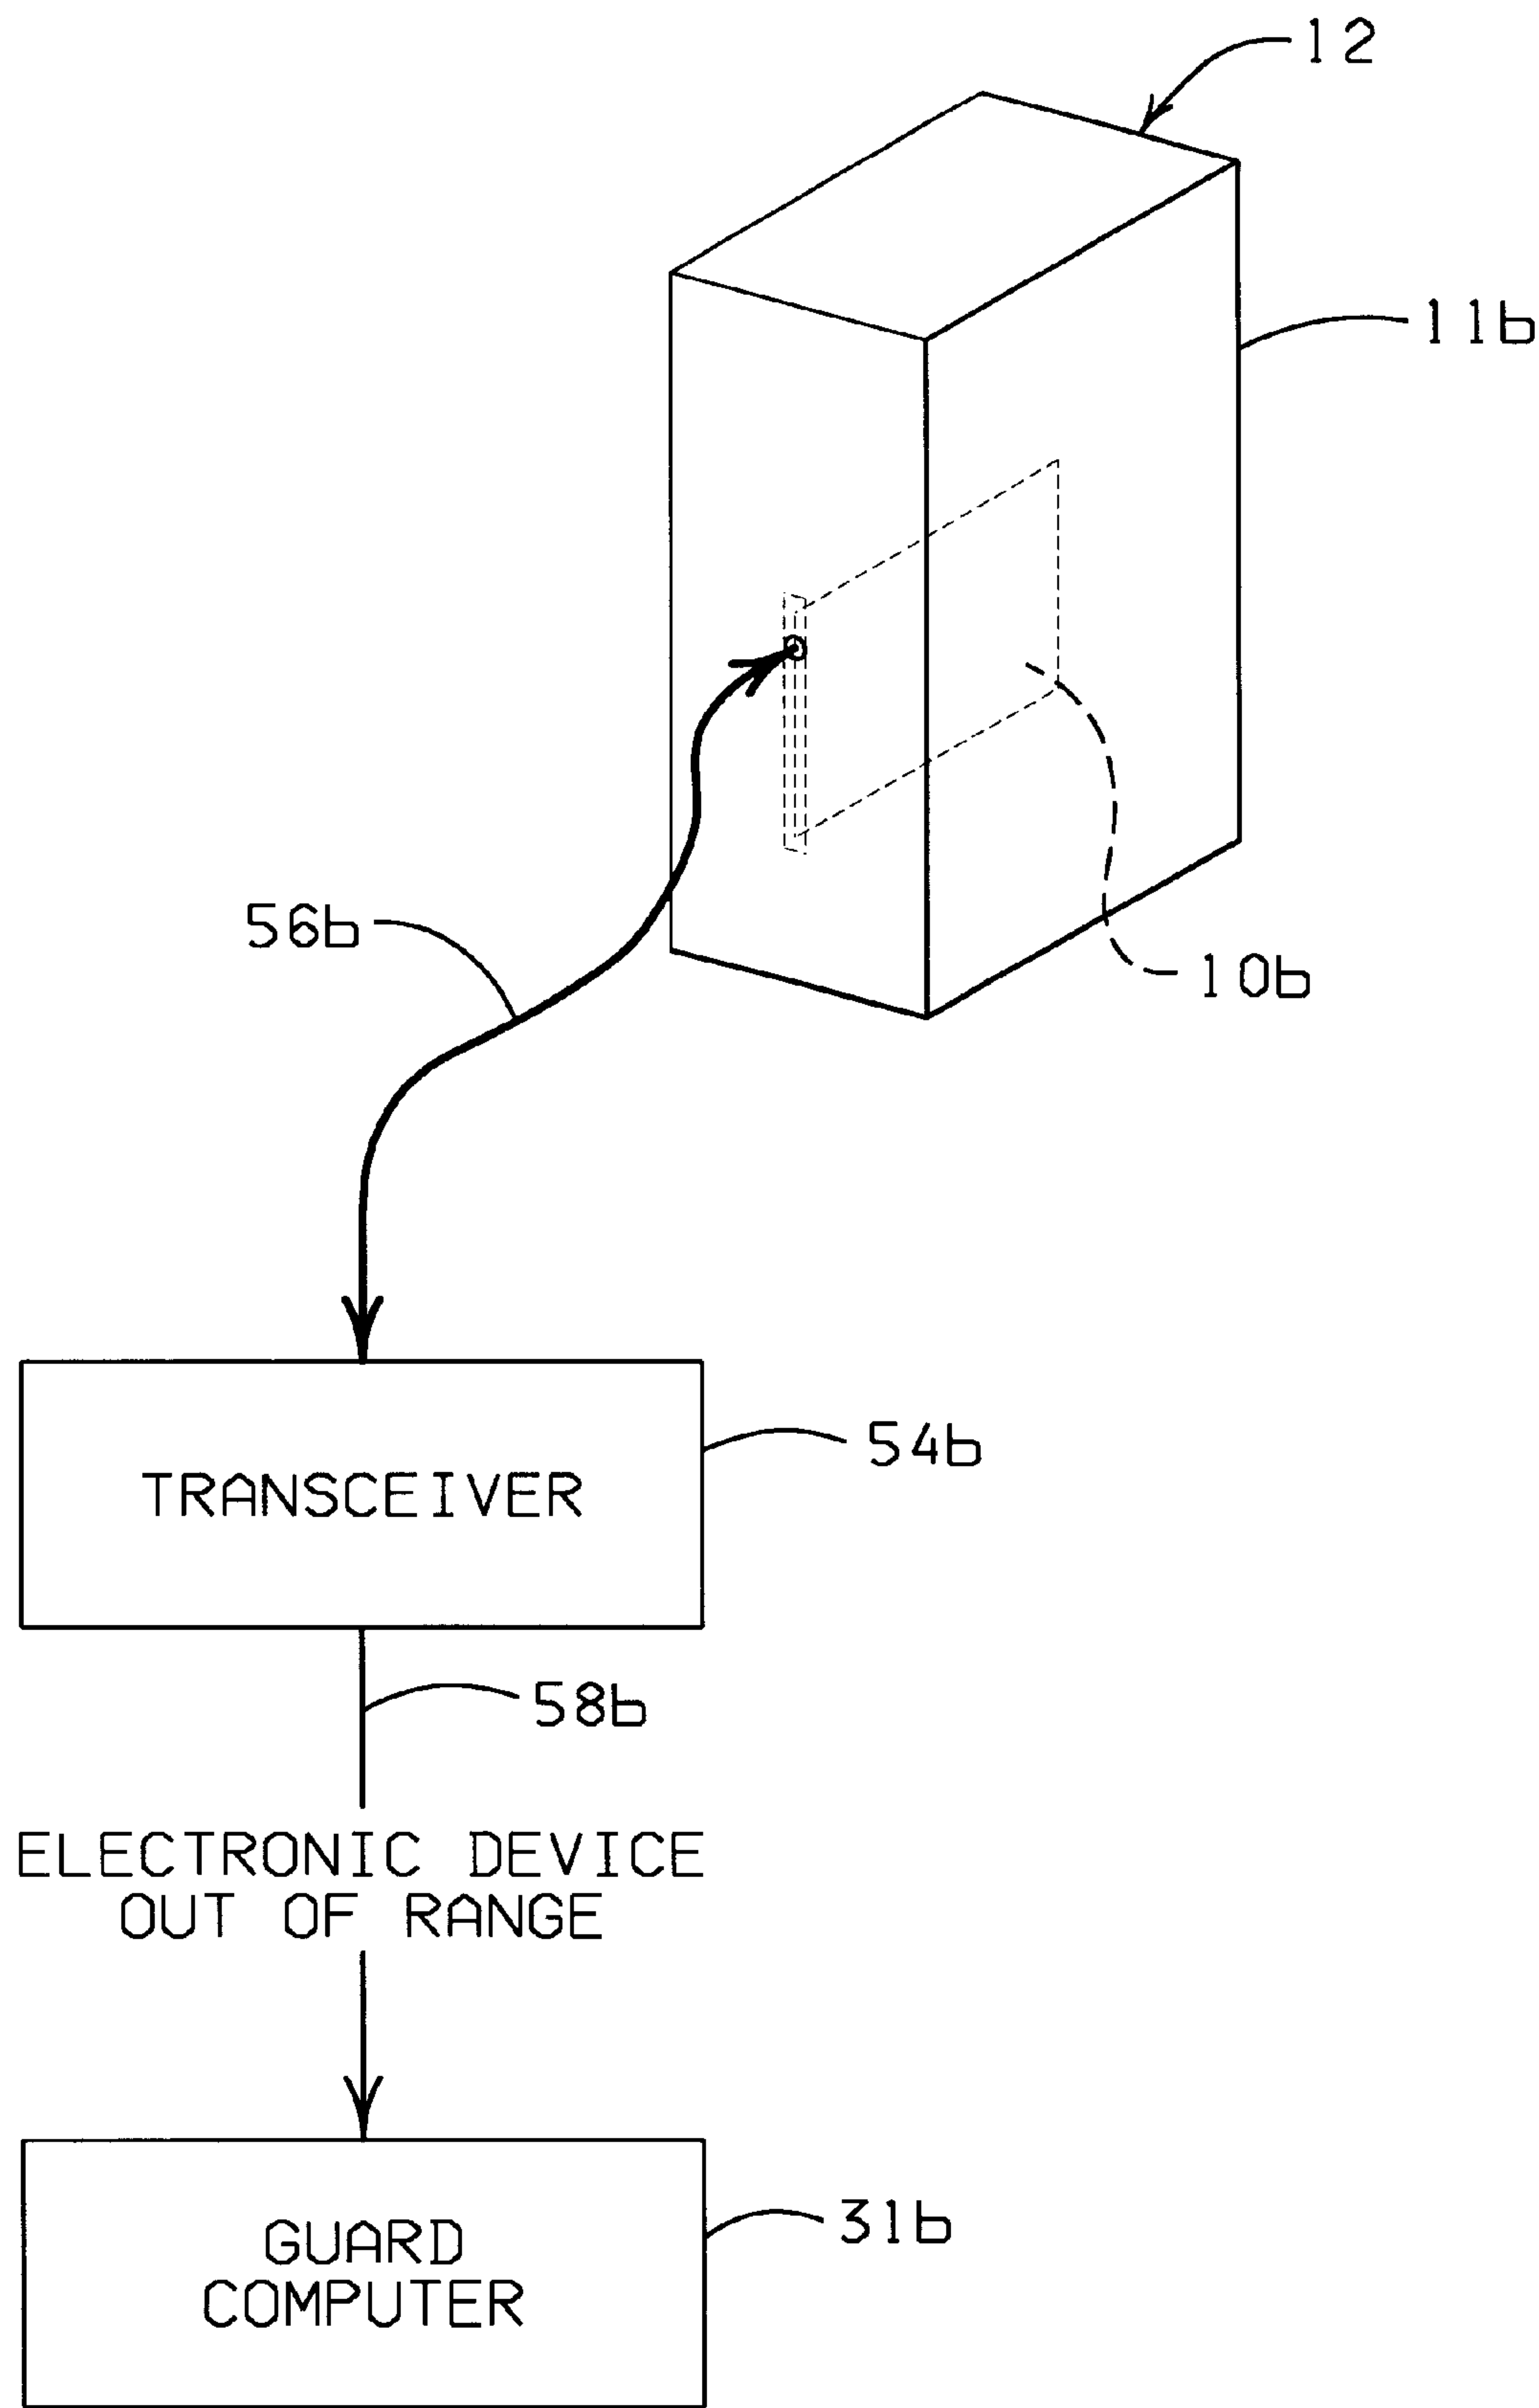 12
11b
56b
10b
54b
TRANSCEIVER
58b
ELECTRONIC DEVICE
OUT OF RANGE
31b
GUARD
COMPUTER